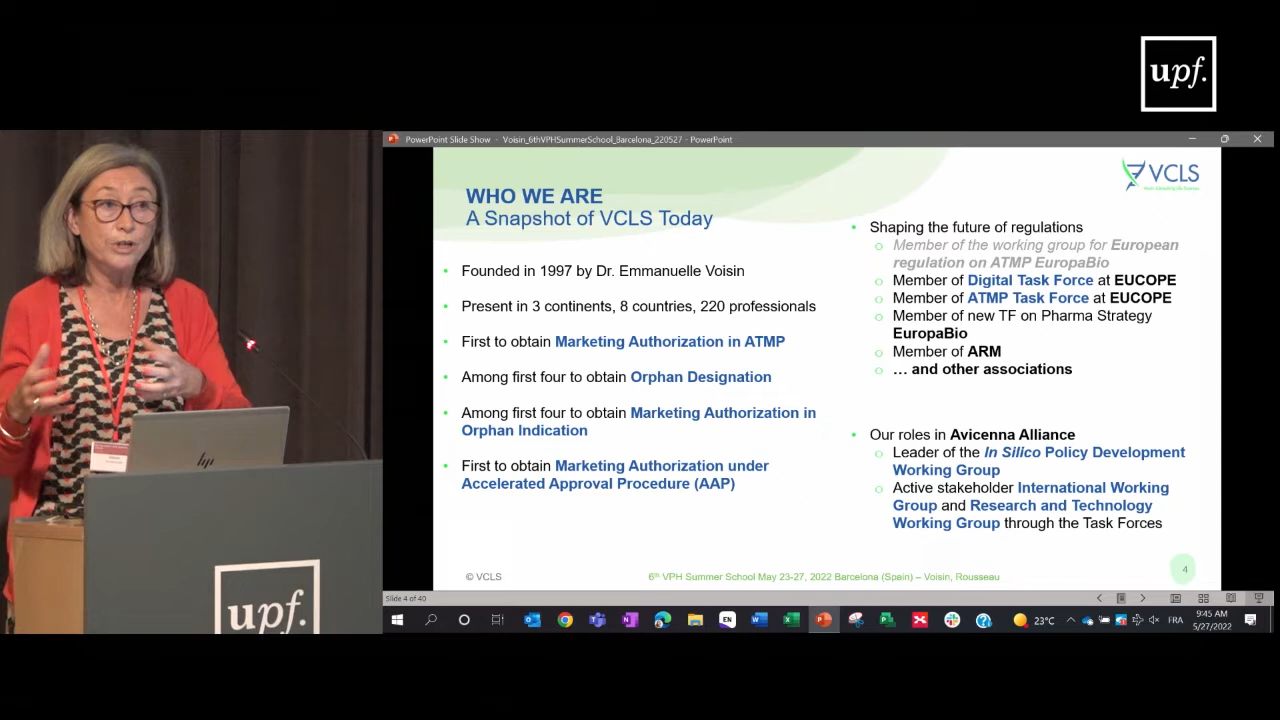 upf.
PowerPoint Slide Show - Voisin_6thVPHSummerSchool_Barcelona_220527 - PowerPoint
VCLS
WHO WE ARE
A Snapshot of VCLS Today
• Founded in 1997 by Dr. Emmanuelle Voisin
• Present in 3 continents, 8 countries, 220 professionals
• First to obtain Marketing Authorization in ATMP
• Among first four to obtain Orphan Designation
• Among first four to obtain Marketing Authorization in
Orphan Indication
• First to obtain Marketing Authorization under
Accelerated Approval Procedure (AAP)
• Shaping the future of regulations
o Member of the working group for European
regulation on ATMP EuropaBio
o Member of Digital Task Force at EUCOPE
o Member of ATMP Task Force at EUCOPE
o Member of new TF on Pharma Strategy
EuropaBio
o Member of ARM
o … and other associations
• Our roles in Avicenna Alliance
o Leader of the In Silico Policy Development
Working Group
o Active stakeholder International Working
Group and Research and Technology
Working Group through the Task Forces
© VCLS
6th VPH Summer School May 23-27, 2022 Barcelona (Spain) – Voisin, Rousseau
4
Slide 4 of 40
EN
23°C
FRA
9:45 AM
5/27/2022
hp
upf.